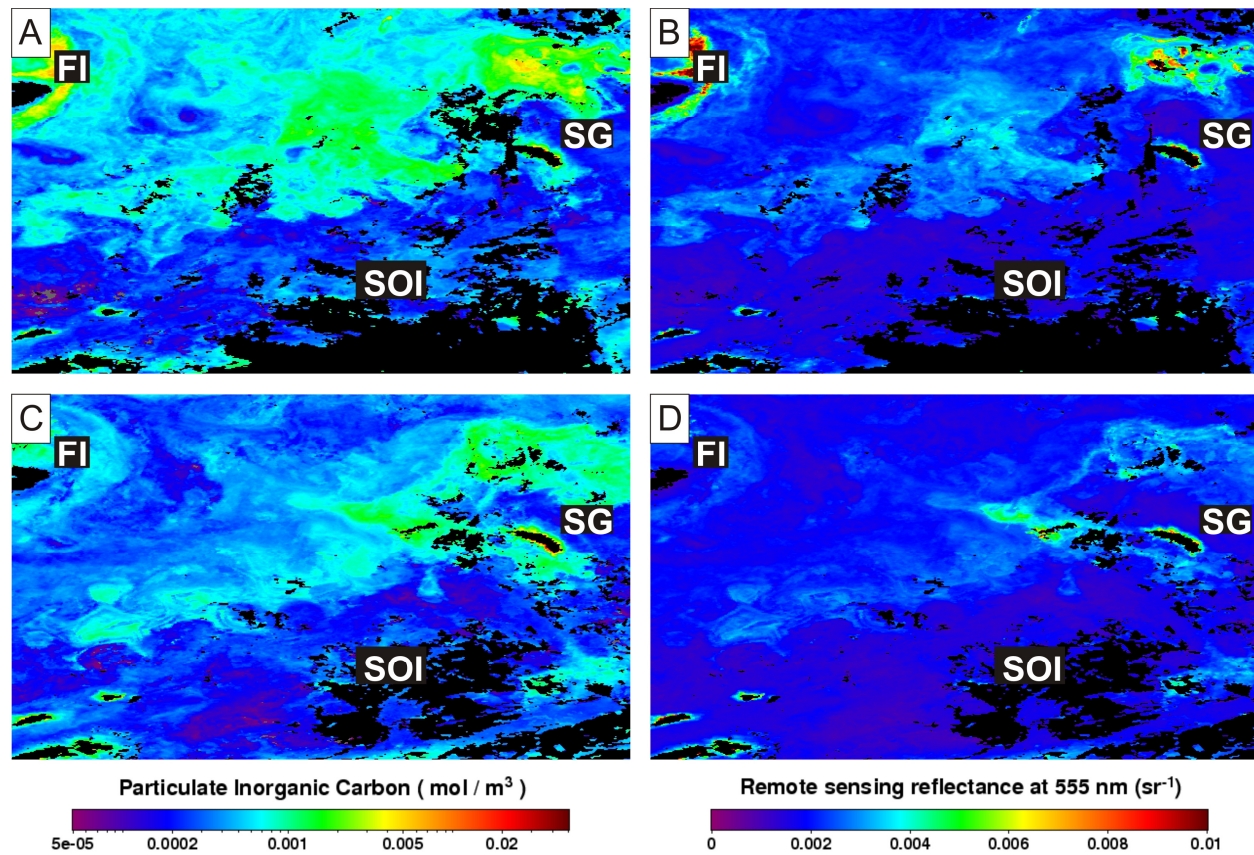 A
FI
SG
SOI
B
FI
SG
SOI
C
FI
SG
SOI
D
FI
SG
SOI
Particulate Inorganic Carbon ( mol / m³ )
5e-05 0.0002 0.001 0.005 0.02
Remote sensing reflectance at 555 nm (sr⁻¹)
0 0.002 0.004 0.006 0.008 0.01